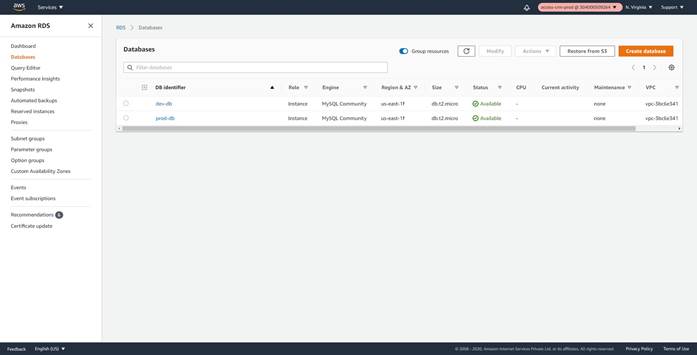 aws
Services
access-crm-prod @ 304000509264
N. Virginia
Support
Amazon RDS
Dashboard
Databases
Query Editor
Performance Insights
Snapshots
Automated backups
Reserved instances
Proxies
Subnet groups
Parameter groups
Option groups
Custom Availability Zones
Events
Event subscriptions
Recommendations 5
Certificate update
RDS > Databases
Databases
Group resources
Modify
Actions
Restore from S3
Create database
Filter databases
1
DB identifier Role Engine Region & AZ Size Status CPU Current activity Maintenance VPC
dev-db Instance MySQL Community us-east-1f db.t2.micro Available - none vpc-3bc6e341
prod-db Instance MySQL Community us-east-1f db.t2.micro Available - none vpc-3bc6e341
Feedback
English (US)
© 2008 - 2020, Amazon Internet Services Private Ltd. or its affiliates. All rights reserved.
Privacy Policy
Terms of Use